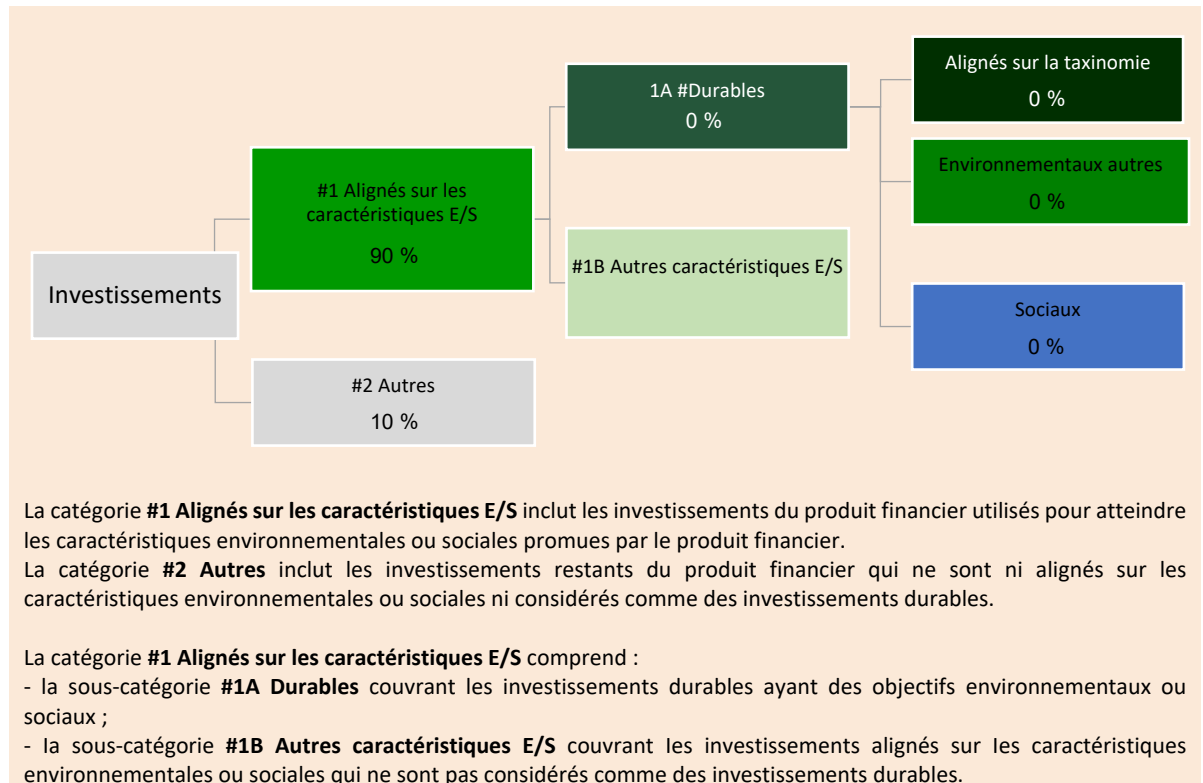 Investissements
#1 Alignés sur les
caractéristiques E/S
90 %
#2 Autres
10 %
1A #Durables
0 %
#1B Autres caractéristiques E/S
Alignés sur la taxinomie
0 %
Environnementaux autres
0 %
Sociaux
0 %
La catégorie #1 Alignés sur les caractéristiques E/S inclut les investissements du produit financier utilisés pour atteindre
les caractéristiques environnementales ou sociales promues par le produit financier.
La catégorie #2 Autres inclut les investissements restants du produit financier qui ne sont ni alignés sur les
caractéristiques environnementales ou sociales ni considérés comme des investissements durables.
La catégorie #1 Alignés sur les caractéristiques E/S comprend :
- la sous-catégorie #1A Durables couvrant les investissements durables ayant des objectifs environnementaux ou
sociaux ;
- la sous-catégorie #1B Autres caractéristiques E/S couvrant les investissements alignés sur les caractéristiques
environnementales ou sociales qui ne sont pas considérés comme des investissements durables.